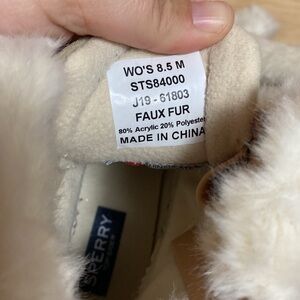 WO'S 8.5 M
STS84000
J19 - 61803
FAUX FUR
80% Acrylic 20% Polyester
MADE IN CHINA
SPERRY